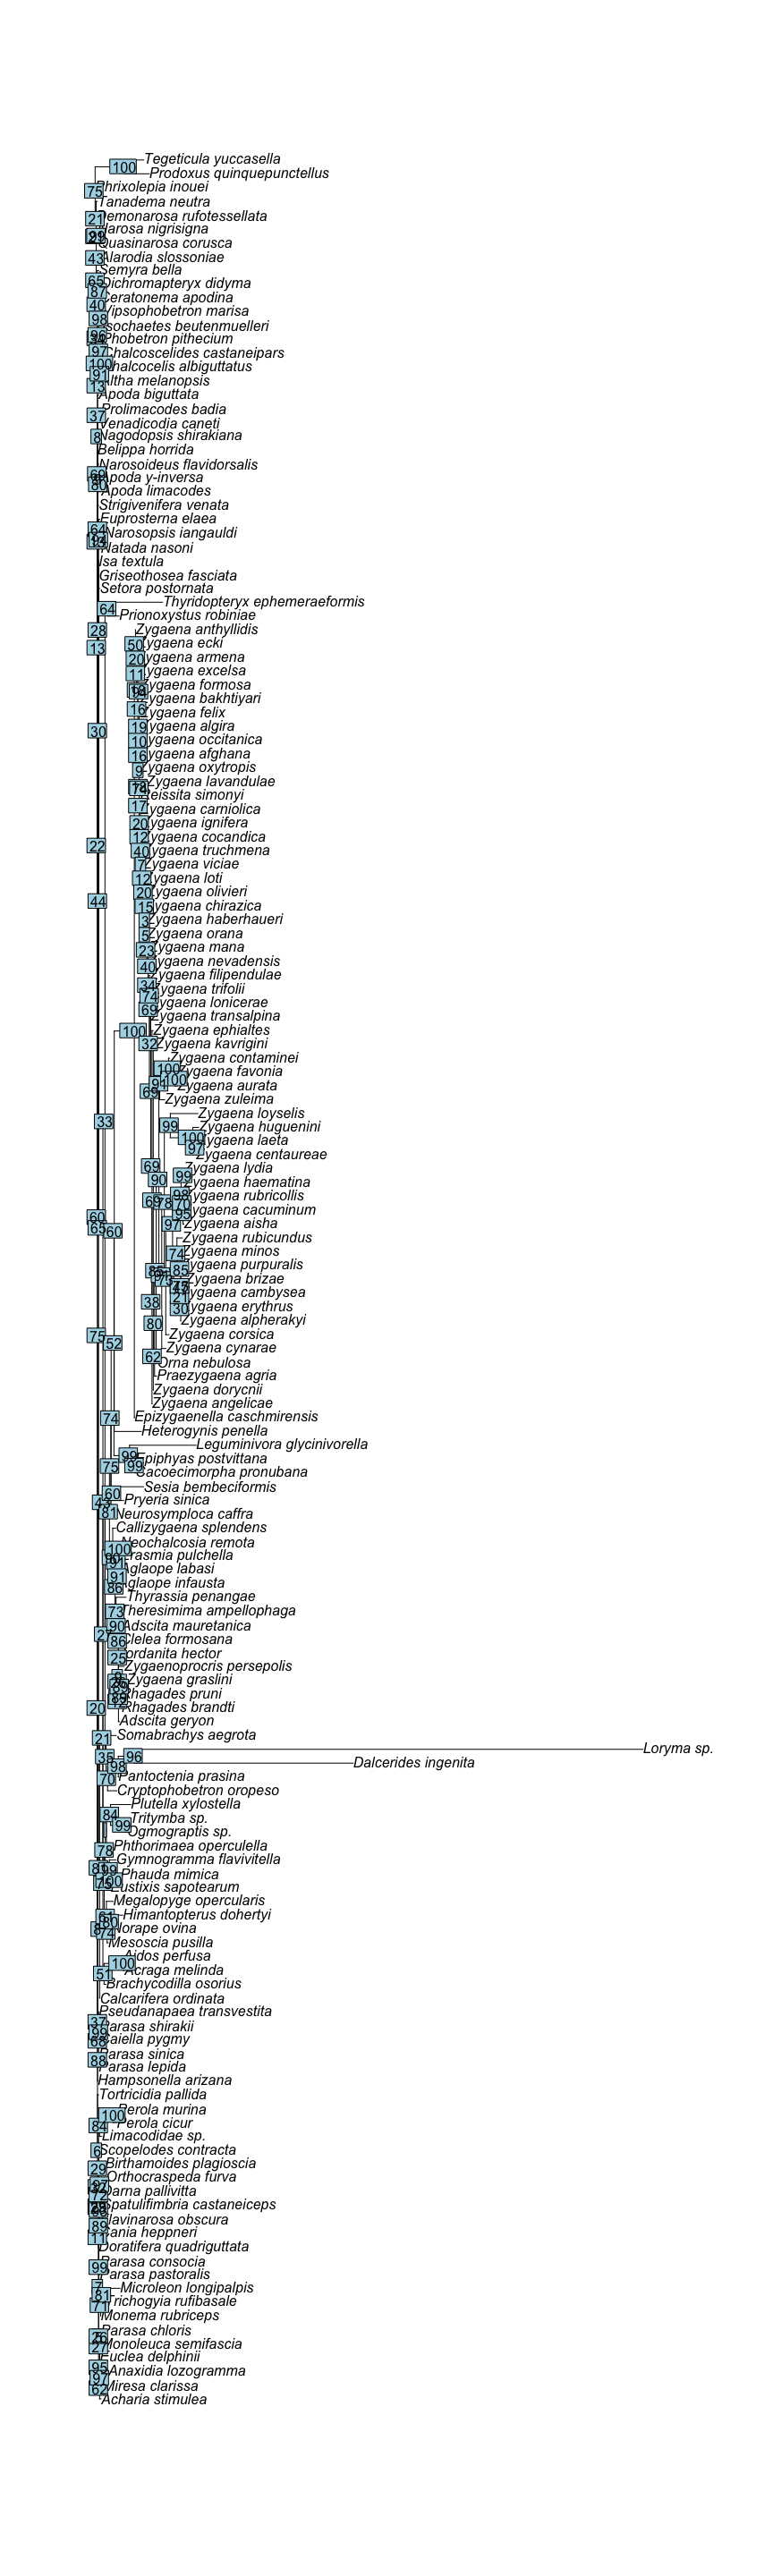 Tegeticula yuccasella
100
Prodoxus quinquepunctellus
Phrixolepia inouei
75
Tanadema neutra
Demonarosa rufotessellata
21
Narosa nigrisigna
Quasinarosa corusca
Alarodia slossoniae
43
Semyra bella
65
Dichromapteryx didyma
87
Ceratonema apodina
40
Vipsophobetron marisa
98
Isochaetes beutenmuelleri
Phobetron pithecium
97
Chalcoscelides castaneipars
100
Chalcocelis albiguttatus
91
Altha melanopsis
13
Apoda biguttata
Prolimacodes badia
37
Venadicodia caneti
8
Nagodopsis shirakiana
Belippa horrida
Narosoideus flavidorsalis
69
Apoda y-inversa
80
Apoda limacodes
Strigivenifera venata
Euprosterna elaea
64
Narosopsis iangauldi
Natada nasoni
Isa textula
Griseothosea fasciata
Setora postornata
Thyridopteryx ephemeraeformis
64
Prionoxystus robiniae
28
Zygaena anthyllidis
50
Zygaena ecki
13
20
Zygaena armena
11
Zygaena excelsa
Zygaena formosa
Zygaena bakhtiyari
16
Zygaena felix
19
Zygaena algira
30
10
Zygaena occitanica
16
Zygaena afghana
9
Zygaena oxytropis
Zygaena lavandulae
Reissita simonyi
17
Zygaena carniolica
20
Zygaena ignifera
12
Zygaena cocandica
22
40
Zygaena truchmena
7
Zygaena viciae
12
Zygaena loti
20
Zygaena olivieri
44
15
Zygaena chirazica
3
Zygaena haberhaueri
5
Zygaena orana
23
Zygaena mana
40
Zygaena nevadensis
Zygaena filipendulae
34
Zygaena trifolii
74
Zygaena lonicerae
69
Zygaena transalpina
100
Zygaena ephialtes
32
Zygaena kavrigini
Zygaena contaminei
100
Zygaena favonia
100
91
Zygaena aurata
69
Zygaena zuleima
Zygaena loyselis
33
99
Zygaena huguenini
100
Zygaena laeta
97
Zygaena centaureae
69
Zygaena lydia
99
90
Zygaena haematina
98
Zygaena rubricollis
69
78
70
95
Zygaena cacuminum
60
97
Zygaena aisha
65
60
Zygaena rubicundus
74
Zygaena minos
85
Zygaena purpuralis
85
73
Zygaena brizae
Zygaena cambysea
21
38
Zygaena erythrus
30
80
Zygaena alpherakyi
75
Zygaena corsica
52
Zygaena cynarae
62
Orna nebulosa
Praezygaena agria
Zygaena dorycnii
Zygaena angelicae
74
Epizygaenella caschmirensis
Heterogynis penella
Leguminivora glycinivorella
99
Epiphyas postvittana
75
99
Cacoecimorpha pronubana
60
Sesia bembeciformis
43
Pryeria sinica
81
Neurosymploca caffra
Callizygaena splendens
100
Neochalcosia remota
90
Erasmia pulchella
91
Aglaope labasi
91
86
Aglaope infausta
Thyrassia penangae
73
Theresimima ampellophaga
90
Adscita mauretanica
27
86
Clelea formosana
25
Jordanita hector
Zygaenoprocris persepolis
Zygaena graslini
Rhagades pruni
20
Rhagades brandti
Adscita geryon
21
Somabrachys aegrota
Loryma sp.
35
96
Dalcerides ingenita
98
70
Pantoctenia prasina
Cryptophobetron oropeso
Plutella xylostella
84
Tritymba sp.
99
Ogmograptis sp.
78
Phthorimaea operculella
Gymnogramma flavivitella
99
Phauda mimica
100
75
Eustixis sapotearum
Megalopyge opercularis
61
Himantopterus dohertyi
80
Norape ovina
74
Mesoscia pusilla
Aidos perfusa
100
51
Acraga melinda
Brachycodilla osorius
Calcarifera ordinata
Pseudanapaea transvestita
37
Parasa shirakii
99
68
Caiella pygmy
Parasa sinica
88
Parasa lepida
Hampsonella arizana
Tortricidia pallida
100
Perola murina
84
Perola cicur
Limacodidae sp.
6
Scopelodes contracta
29
Birthamoides plagioscia
Orthocraspeda furva
72
Darna pallivitta
Spatulifimbria castaneiceps
89
Flavinarosa obscura
11
Cania heppneri
Doratifera quadriguttata
99
Parasa consocia
Parasa pastoralis
7
Microleon longipalpis
81
71
Trichogyia rufibasale
Monema rubriceps
Parasa chloris
27
Monoleuca semifascia
Euclea delphinii
95
Anaxidia lozogramma
97
62
Miresa clarissa
Acharia stimulea